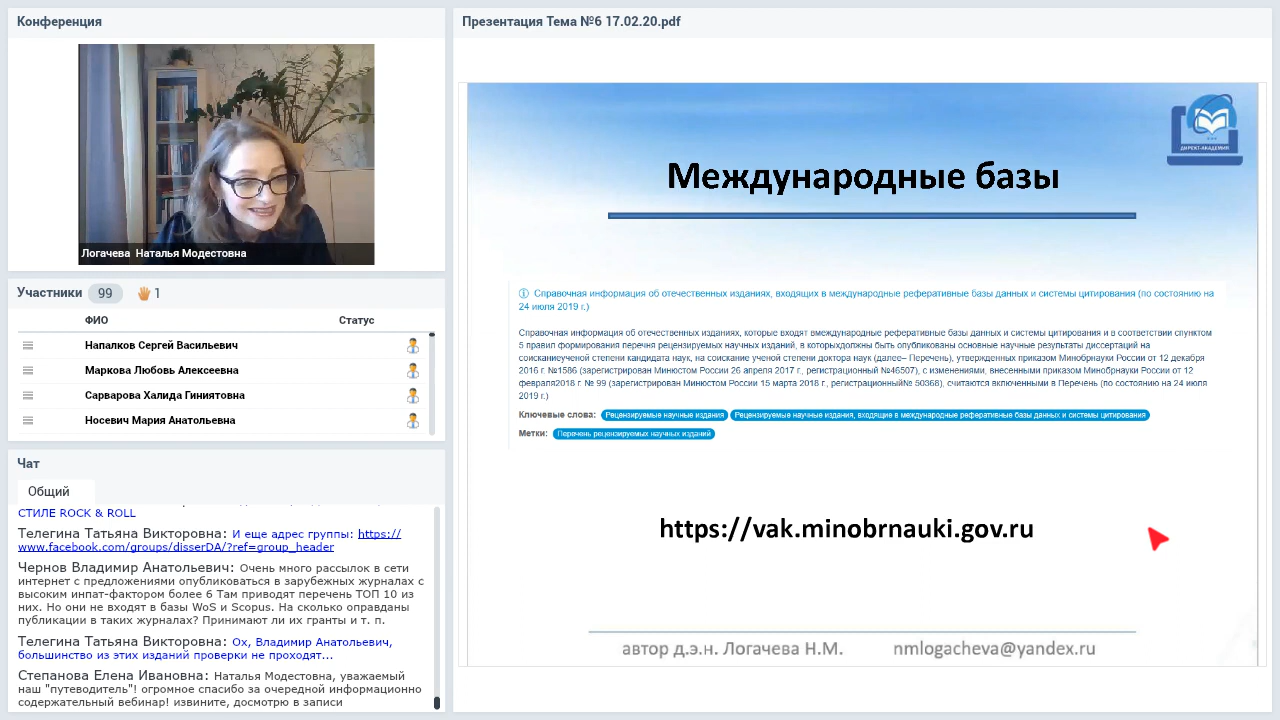 Конференция
Логачева Наталья Модестовна
Участники 99 1
ФИО Статус
Напалков Сергей Васильевич
Маркова Любовь Алексеевна
Сарварова Халида Гиниятовна
Носевич Мария Анатольевна
Чат
Общий
СТИЛЕ ROCK & ROLL
Телегина Татьяна Викторовна: И еще адрес группы: https://
www.facebook.com/groups/disserDA/?ref=group_header
Чернов Владимир Анатольевич: Очень много рассылок в сети
интернет с предложениями опубликоваться в зарубежных журналах с
высоким инпат-фактором более 6 Там приводят перечень ТОП 10 из
них. Но они не входят в базы WoS и Scopus. На сколько оправданы
публикации в таких журналах? Принимают ли их гранты и т. п.
Телегина Татьяна Викторовна: Ох, Владимир Анатольевич,
большинство из этих изданий проверки не проходят...
Степанова Елена Ивановна: Наталья Модестовна, уважаемый
наш "путеводитель"! огромное спасибо за очередной информационно
содержательный вебинар! извините, досмотрю в записи
Презентация Тема №6 17.02.20.pdf
ДИРЕКТ-АКАДЕМИЯ
Международные базы
Справочная информация об отечественных изданиях, входящих в международные реферативные базы данных и системы цитирования (по состоянию на
24 июля 2019 г.)
Справочная информация об отечественных изданиях, которые входят вмеждународные реферативные базы данных и системы цитирования и в соответствии спунктом
5 правил формирования перечня рецензируемых научных изданий, в которыхдолжны быть опубликованы основные научные результаты диссертаций на
соисканиеученой степени кандидата наук, на соискание ученой степени доктора наук (далее– Перечень), утвержденных приказом Минобрнауки России от 12 декабря
2016 г. №1586 (зарегистрирован Минюстом России 26 апреля 2017 г., регистрационный №46507), с изменениями, внесенными приказом Минобрнауки России от 12
февраля2018 г. № 99 (зарегистрирован Минюстом России 15 марта 2018 г., регистрационный№ 50368), считаются включенными в Перечень (по состоянию на 24 июля
2019 г.)
Ключевые слова: Рецензируемые научные издания Рецензируемые научные издания, входящие в международные реферативные базы данных и системы цитирования
Метки: Перечень рецензируемых научных изданий
https://vak.minobrnauki.gov.ru
автор д.э.н. Логачева Н.М. nmlogacheva@yandex.ru